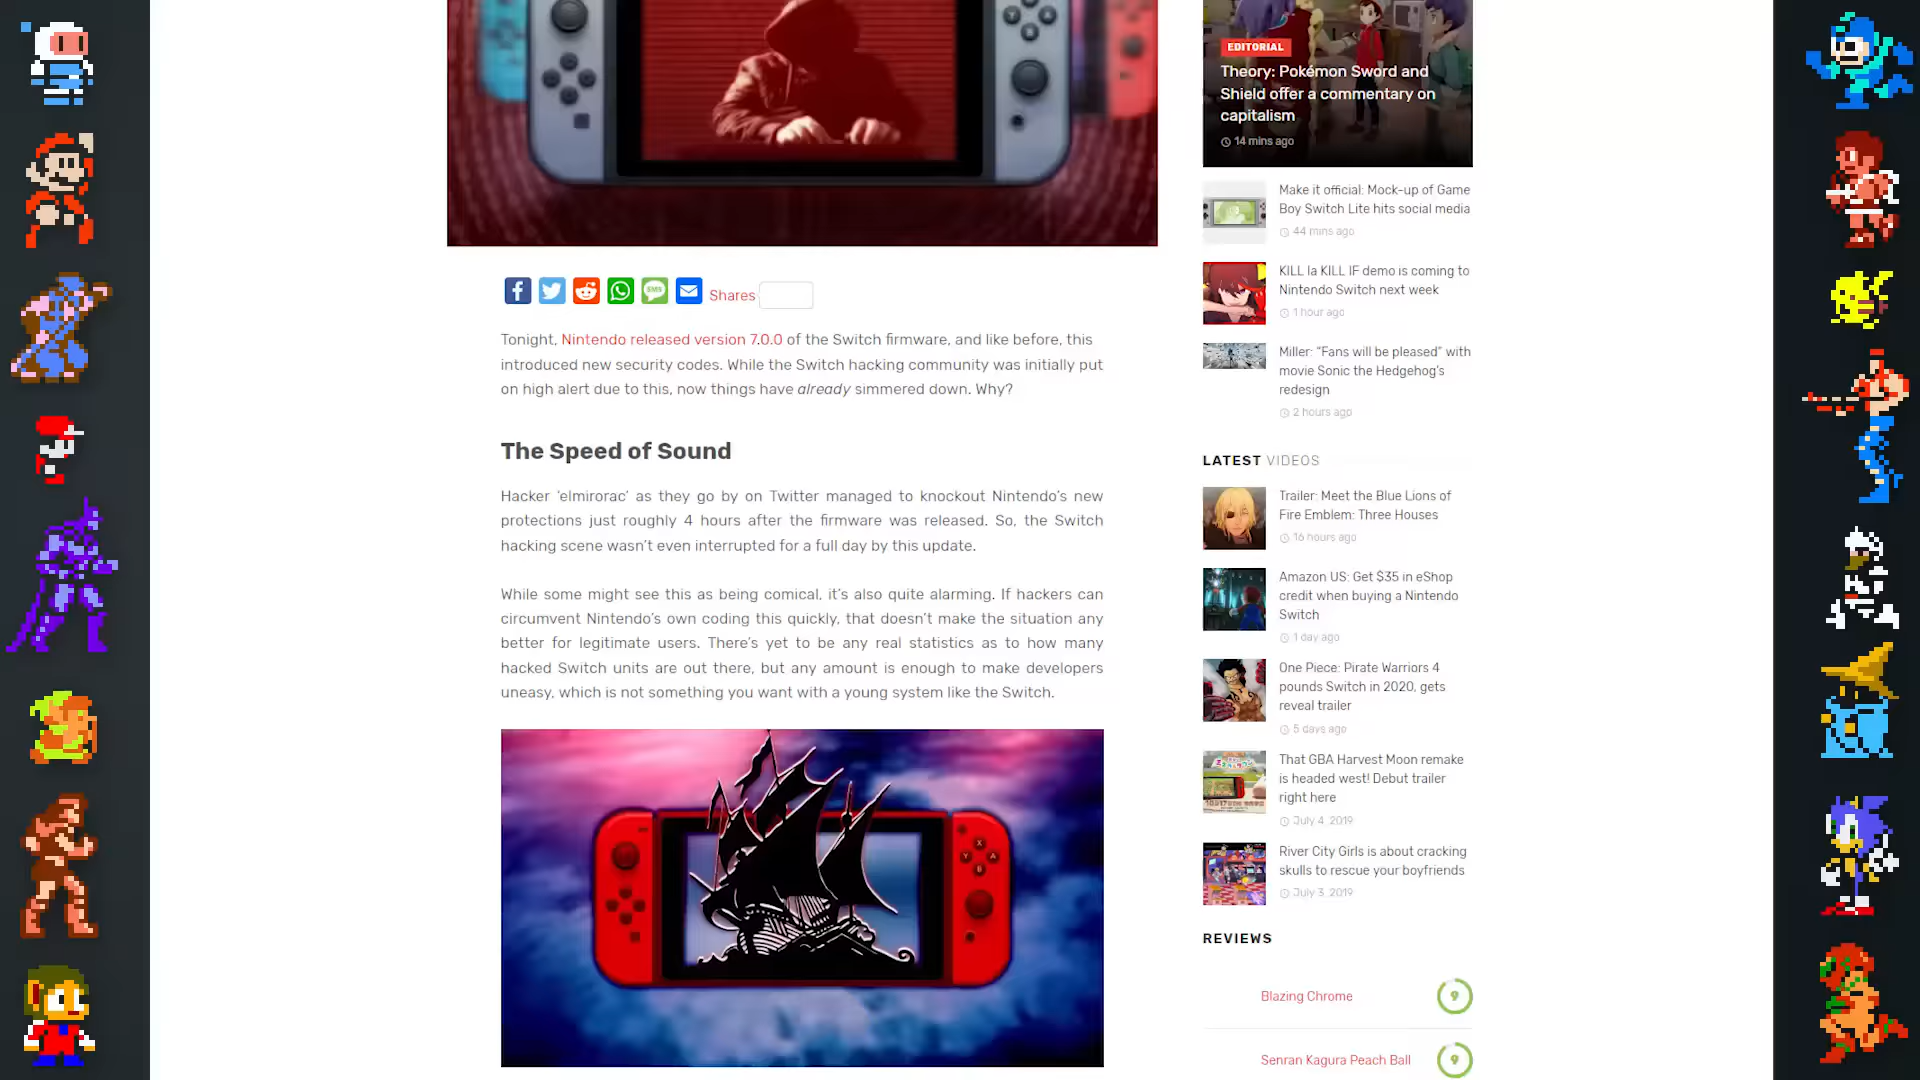 Shares
Tonight, Nintendo released version 7.0.0 of the Switch firmware, and like before, this
introduced new security codes. While the Switch hacking community was initially put
on high alert due to this, now things have already simmered down. Why?
The Speed of Sound
Hacker ‘elmirorac’ as they go by on Twitter managed to knockout Nintendo’s new
protections just roughly 4 hours after the firmware was released. So, the Switch
hacking scene wasn’t even interrupted for a full day by this update.
While some might see this as being comical, it’s also quite alarming. If hackers can
circumvent Nintendo’s own coding this quickly, that doesn’t make the situation any
better for legitimate users. There’s yet to be any real statistics as to how many
hacked Switch units are out there, but any amount is enough to make developers
uneasy, which is not something you want with a young system like the Switch.
EDITORIAL
Theory: Pokémon Sword and
Shield offer a commentary on
capitalism
14 mins ago
Make it official: Mock-up of Game
Boy Switch Lite hits social media
44 mins ago
KILL la KILL IF demo is coming to
Nintendo Switch next week
1 hour ago
Miller: “Fans will be pleased” with
movie Sonic the Hedgehog’s
redesign
2 hours ago
LATEST VIDEOS
Trailer: Meet the Blue Lions of
Fire Emblem: Three Houses
16 hours ago
Amazon US: Get $35 in eShop
credit when buying a Nintendo
Switch
1 day ago
One Piece: Pirate Warriors 4
pounds Switch in 2020, gets
reveal trailer
5 days ago
That GBA Harvest Moon remake
is headed west! Debut trailer
right here
July 4, 2019
River City Girls is about cracking
skulls to rescue your boyfriends
July 3, 2019
REVIEWS
Blazing Chrome 9
Senran Kagura Peach Ball 9